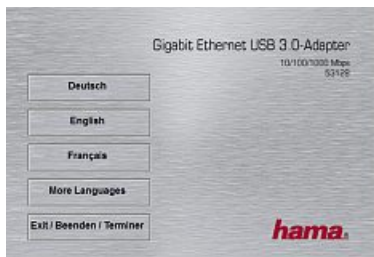 Gigabit Ethernet USB 3.0-Adapter
10/100/1000 Mbps
53129
Deutsch
English
Français
More Languages
Exit / Beenden / Terminer
hama®